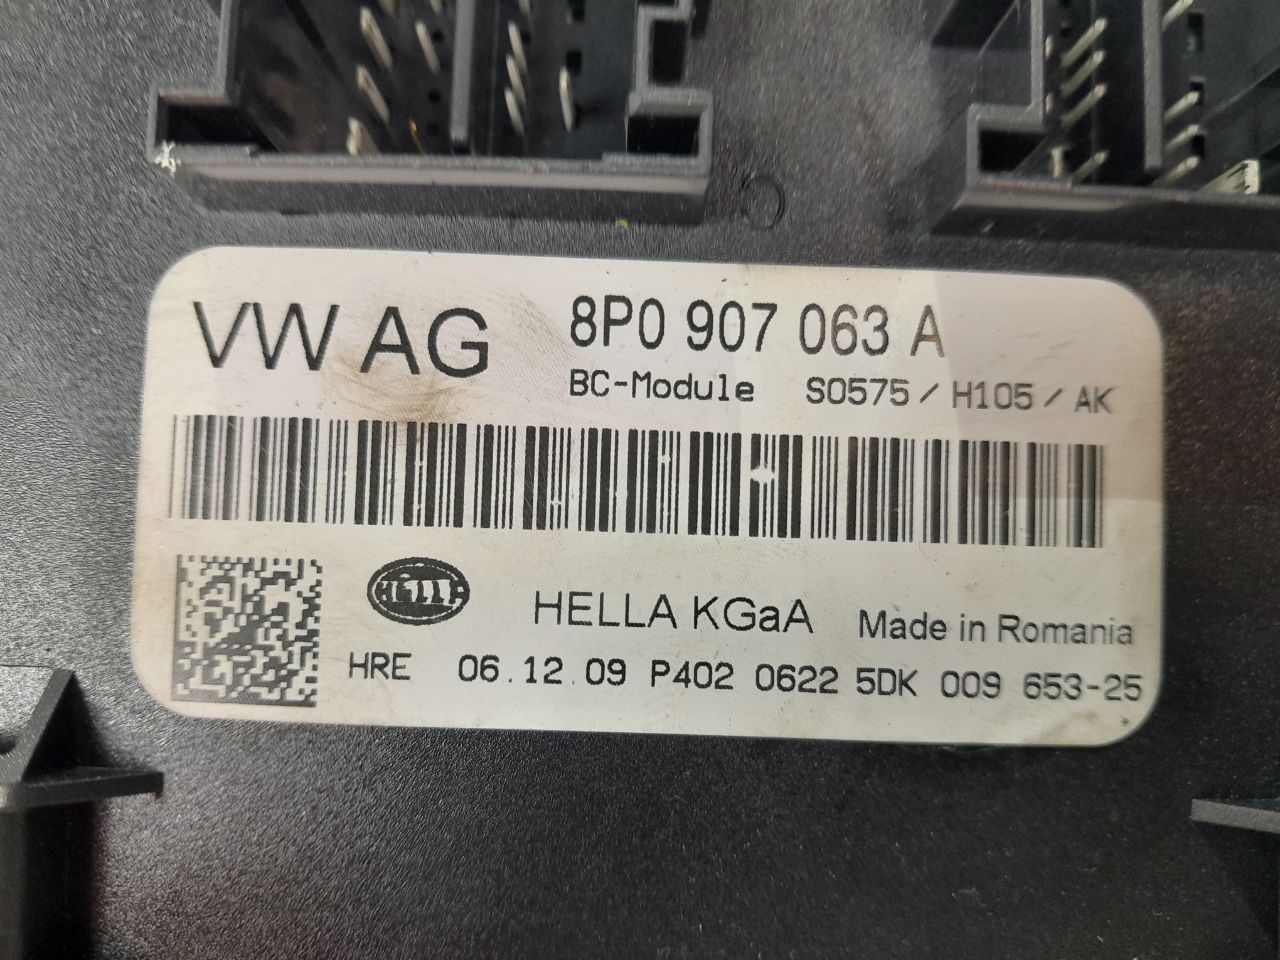 VW AG 8P0 907 063 A
BC-Module S0575 / H105 / AK
HELLA
HELLA KGaA Made in Romania
HRE 06.12.09 P402 0622 5DK 009 653-25